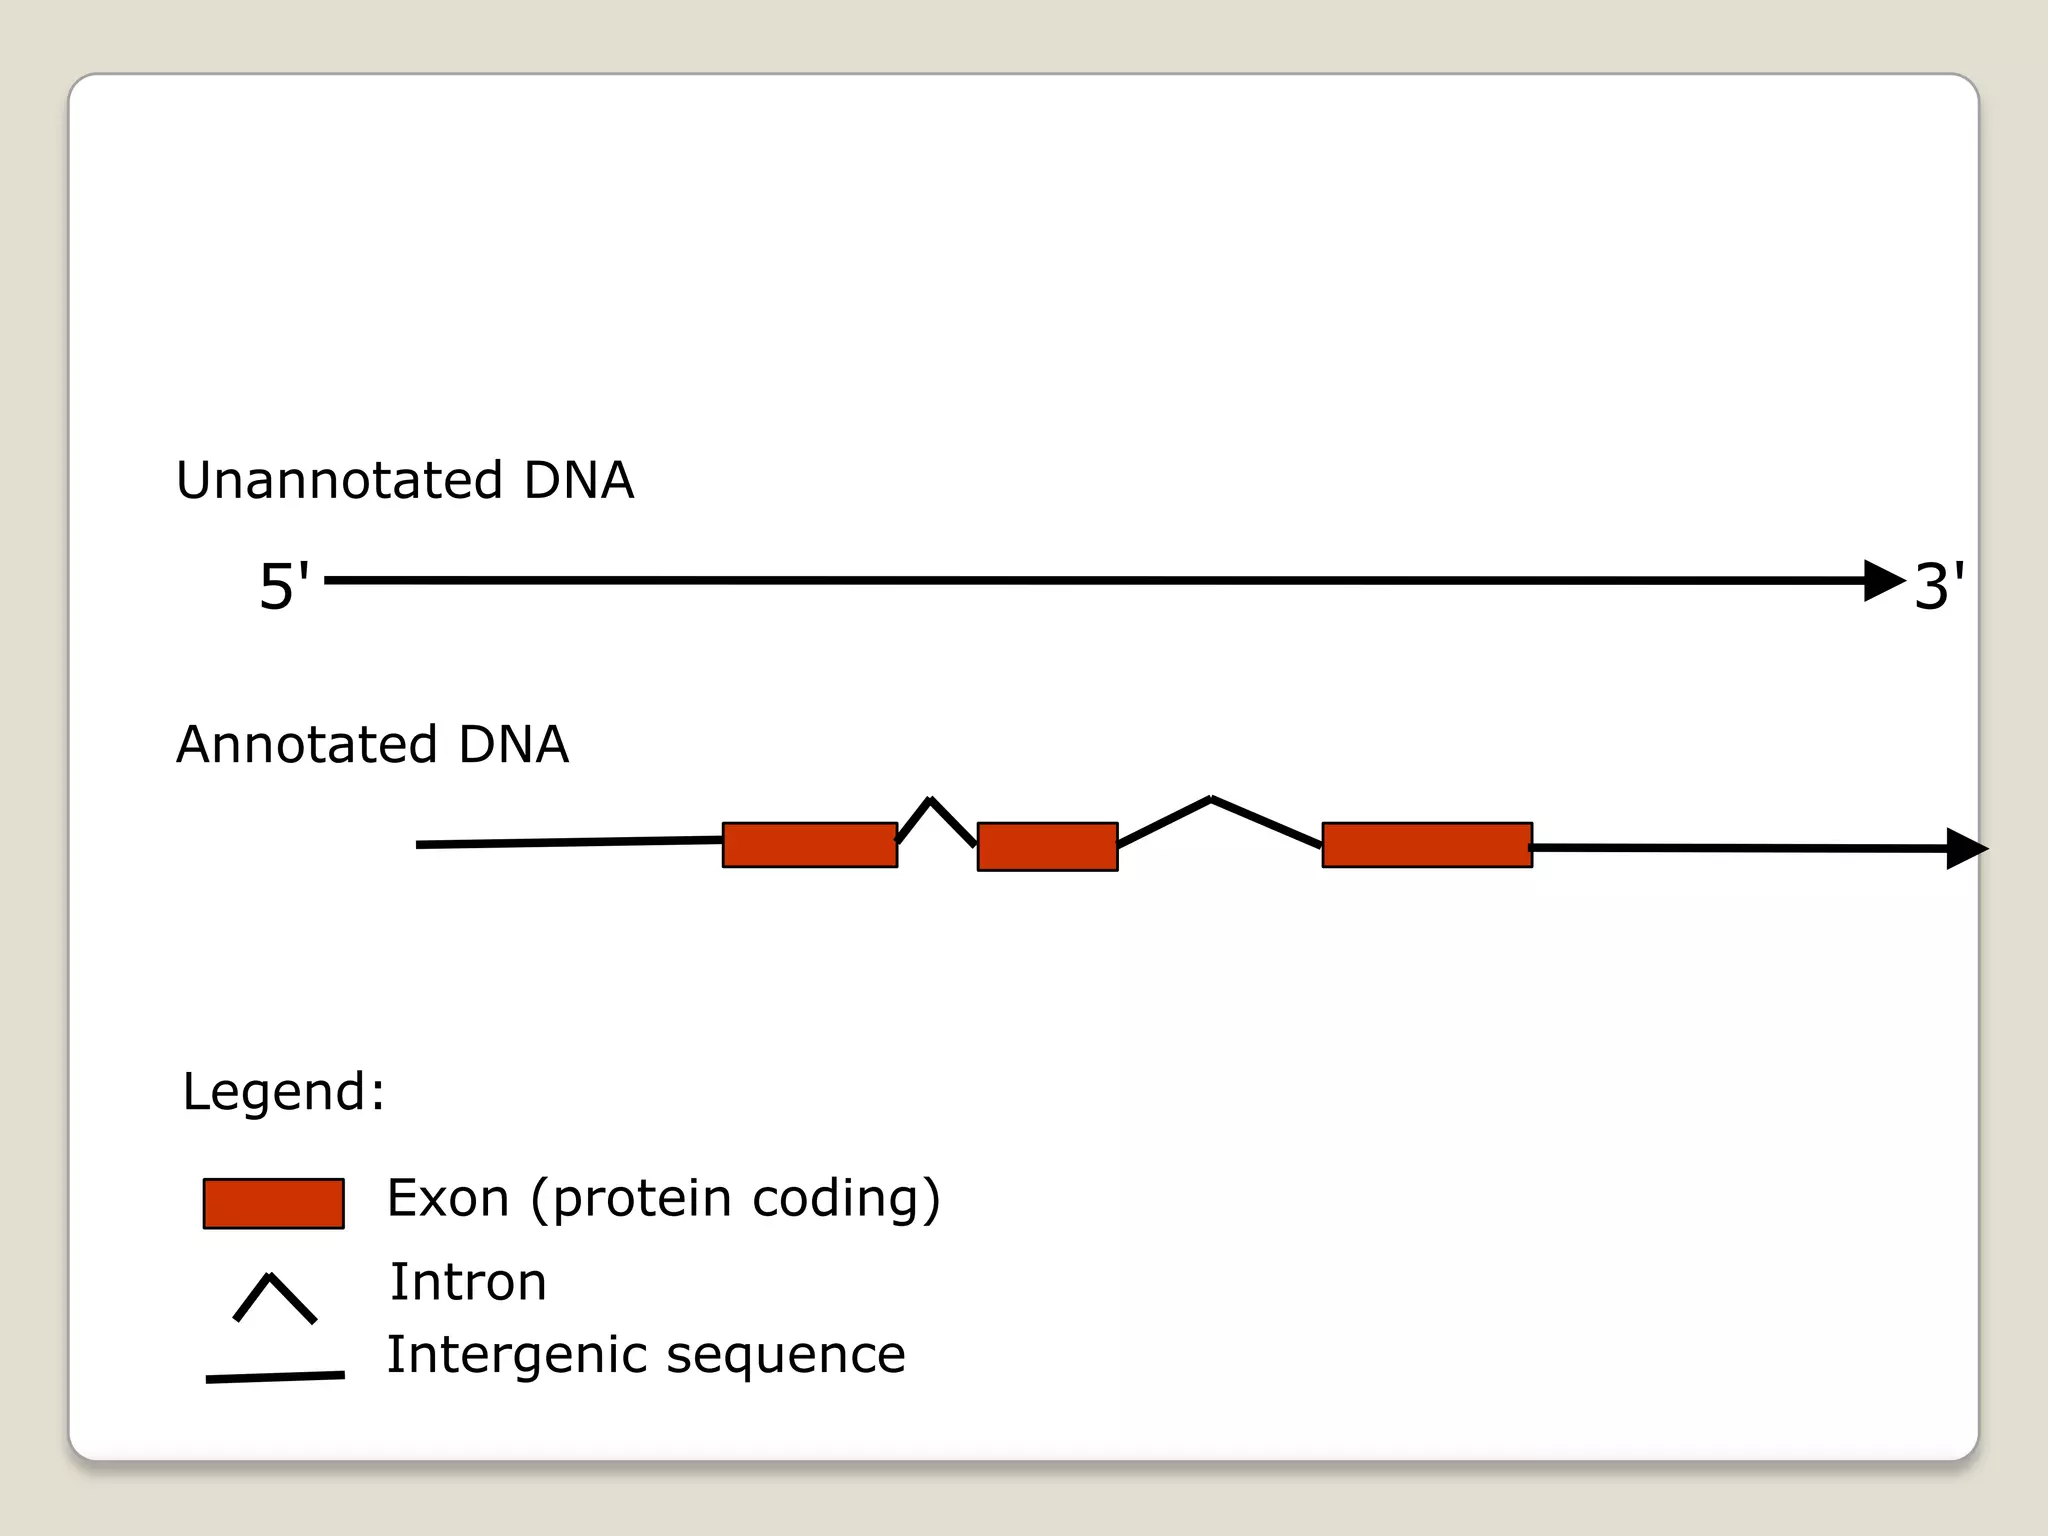 Unannotated DNA
5' 3'
Annotated DNA
Legend:
Exon (protein coding)
Intron
Intergenic sequence